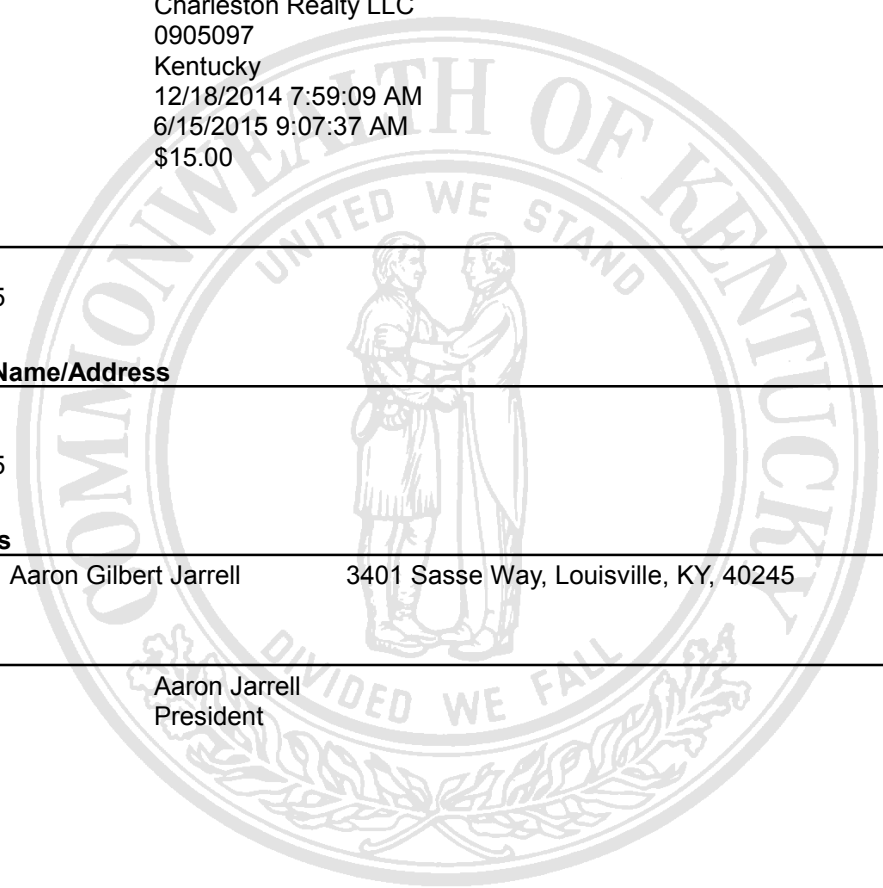 Charleston Realty LLC
0905097
Kentucky
12/18/2014 7:59:09 AM
6/15/2015 9:07:37 AM
$15.00
COMMONWEALTH OF KENTUCKY
UNITED WE STAND
5
Name/Address
5
s
Aaron Gilbert Jarrell 3401 Sasse Way, Louisville, KY, 40245
DIVIDED WE FALL
Aaron Jarrell
President